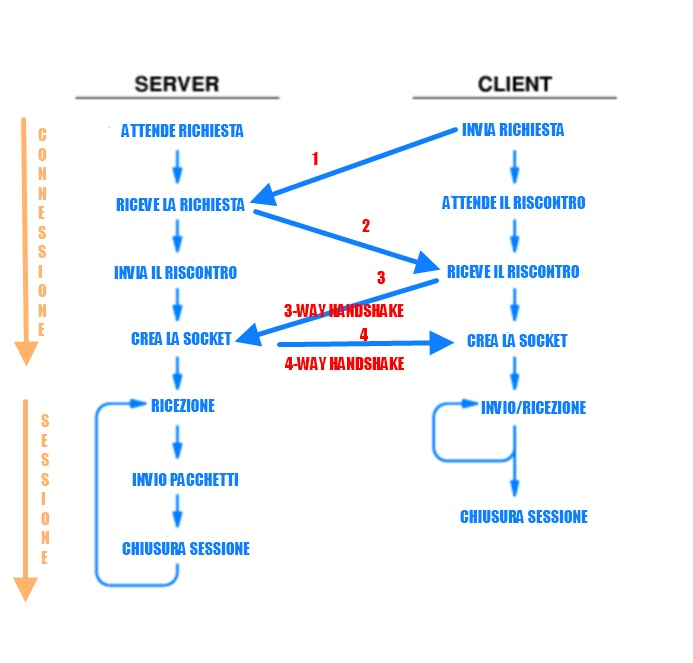 SERVER
CLIENT
CONNESSIONE
ATTENDE RICHIESTA
INVIA RICHIESTA
1
RICEVE LA RICHIESTA
ATTENDE IL RISCONTRO
2
INVIA IL RISCONTRO
RICEVE IL RISCONTRO
3
3-WAY HANDSHAKE
CREA LA SOCKET
4
CREA LA SOCKET
4-WAY HANDSHAKE
SESSIONE
RICEZIONE
INVIO/RICEZIONE
INVIO PACCHETTI
CHIUSURA SESSIONE
CHIUSURA SESSIONE